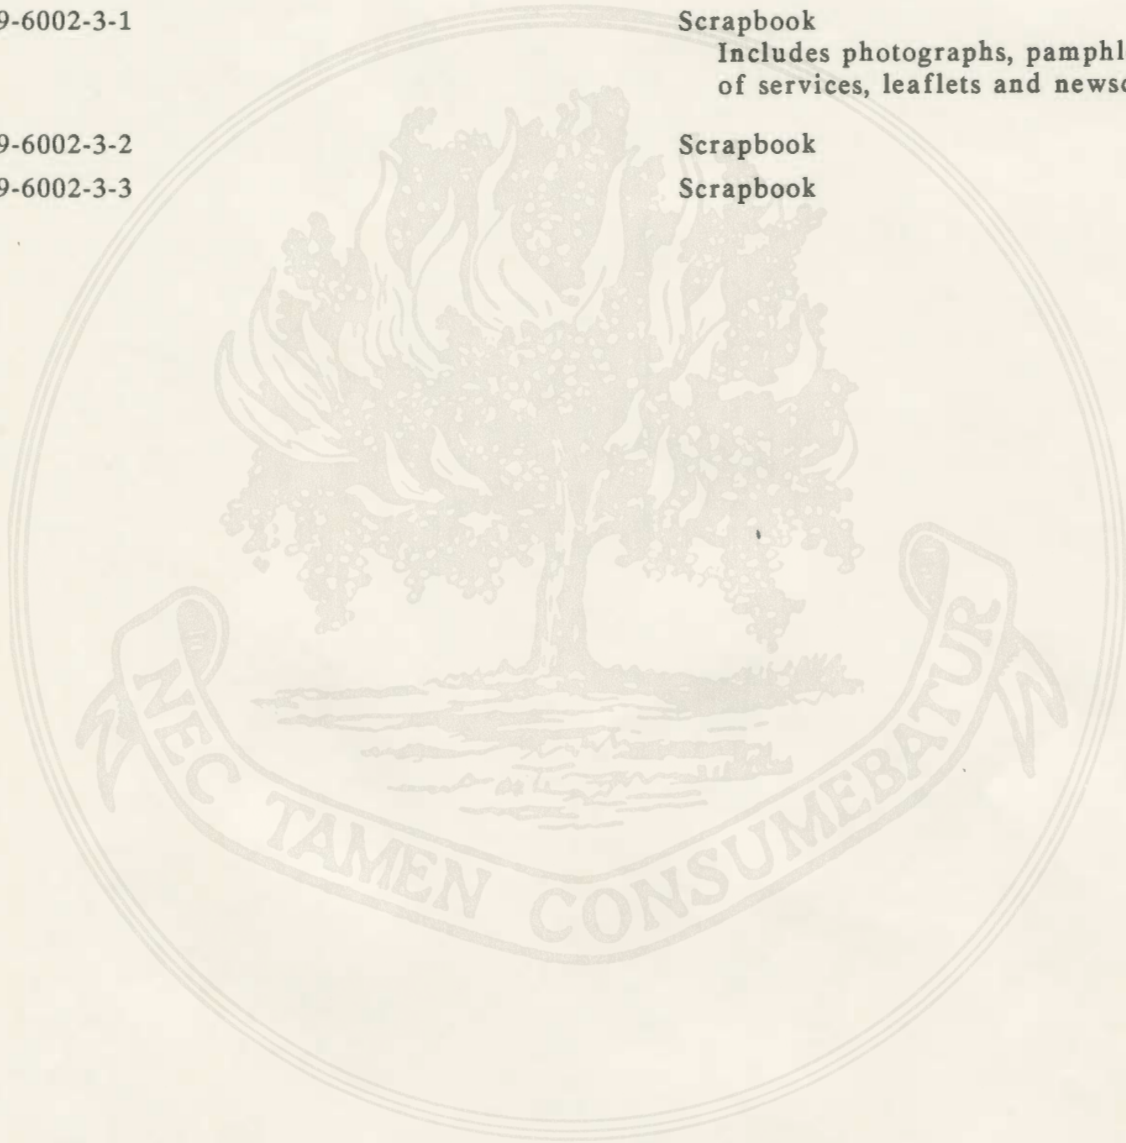 9-6002-3-1 Scrapbook
Includes photographs, pamphl
of services, leaflets and newsc
9-6002-3-2 Scrapbook
9-6002-3-3 Scrapbook
NEC TAMEN CONSUMEBATUR